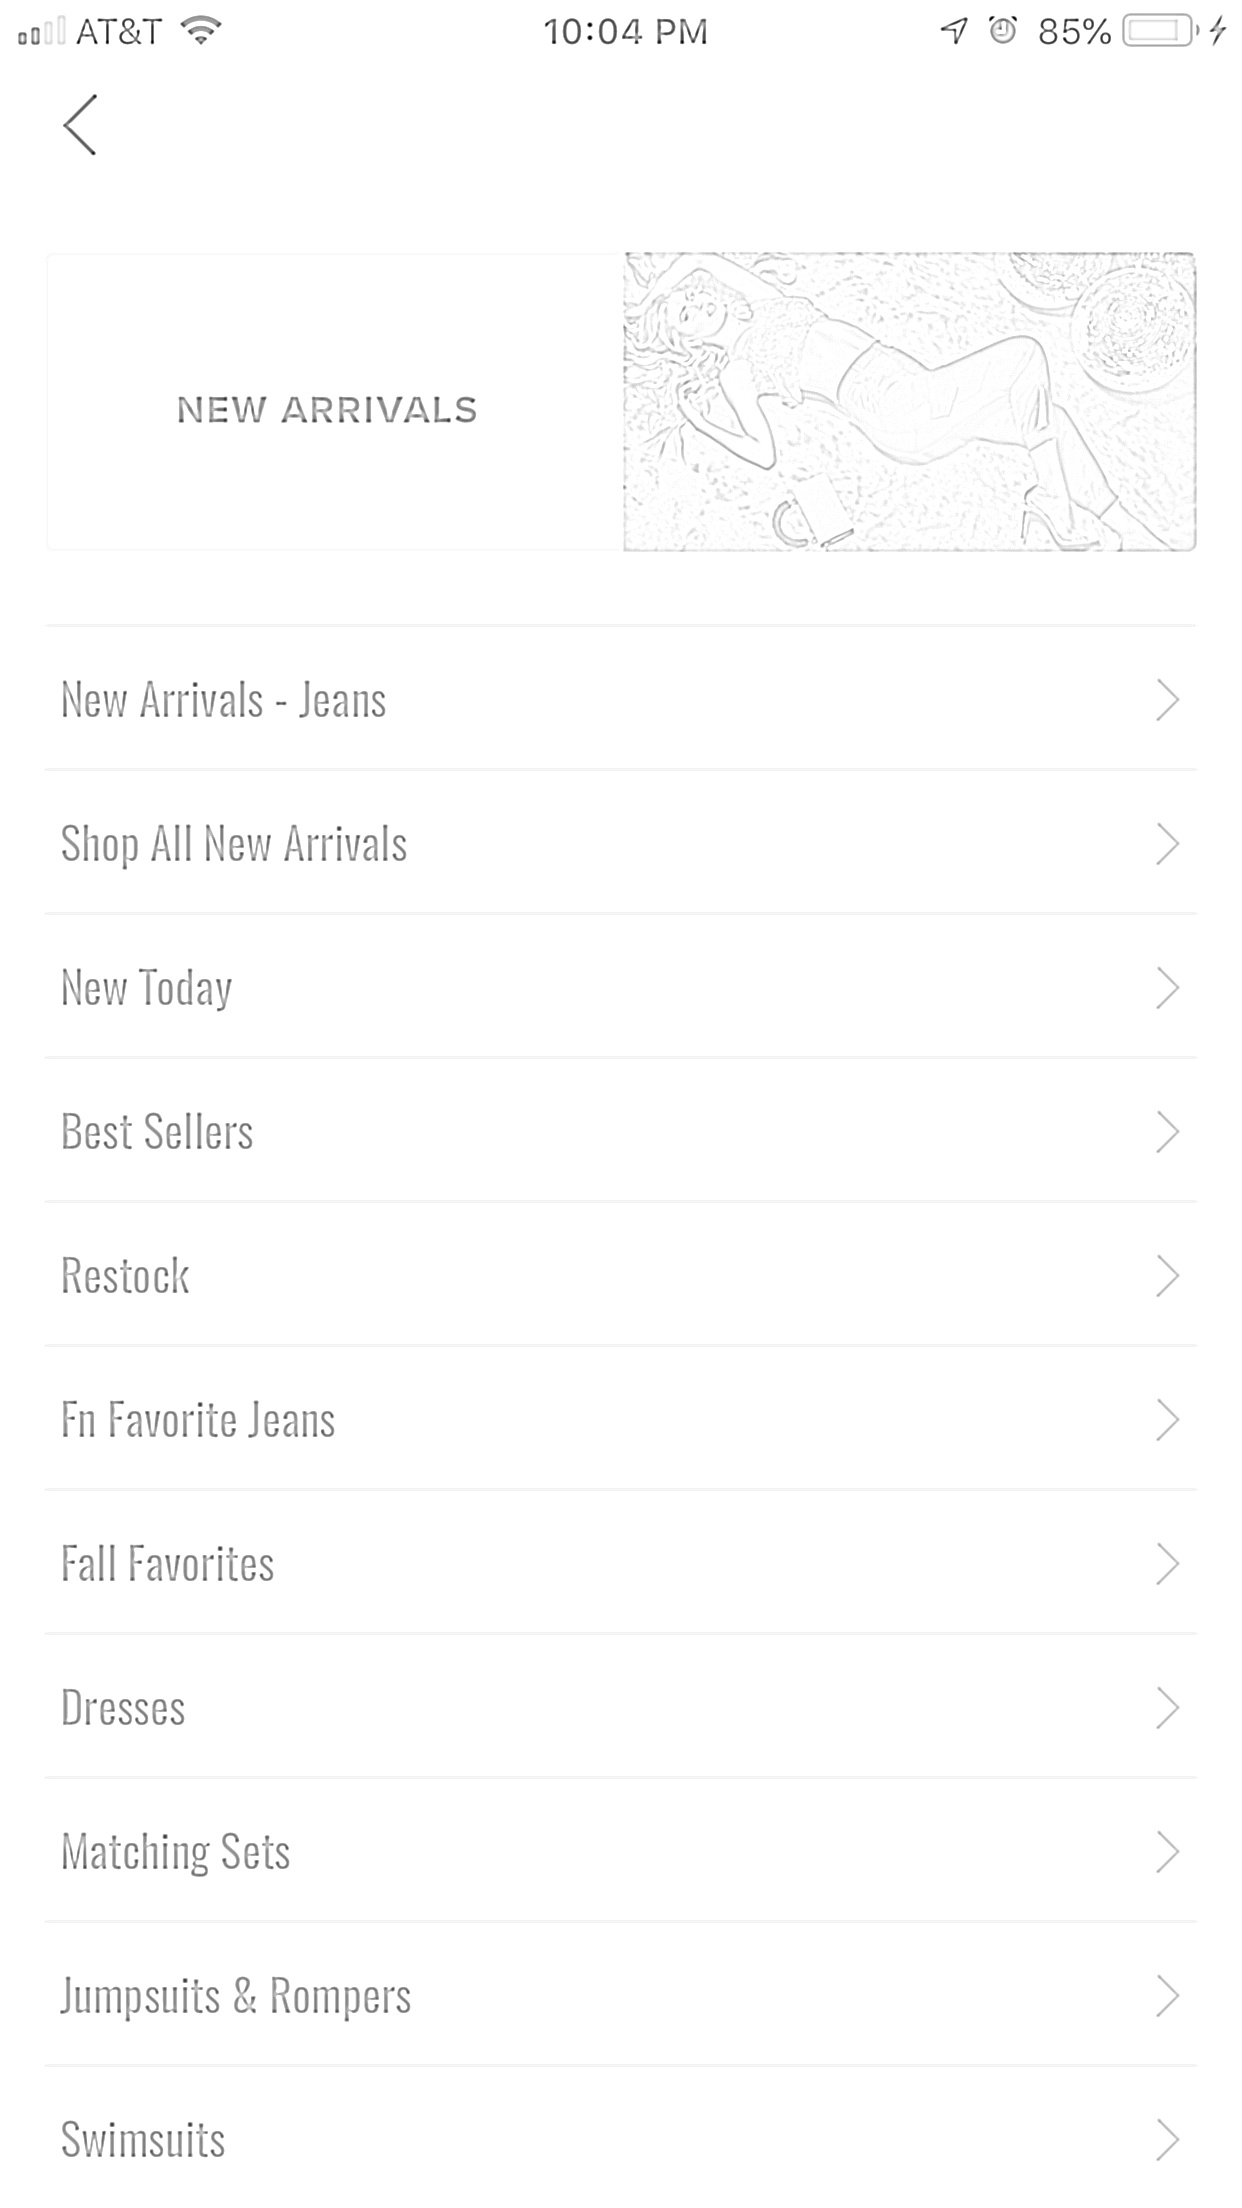 AT&T 10:04 PM 85%
NEW ARRIVALS
New Arrivals - Jeans
Shop All New Arrivals
New Today
Best Sellers
Restock
Fn Favorite Jeans
Fall Favorites
Dresses
Matching Sets
Jumpsuits & Rompers
Swimsuits